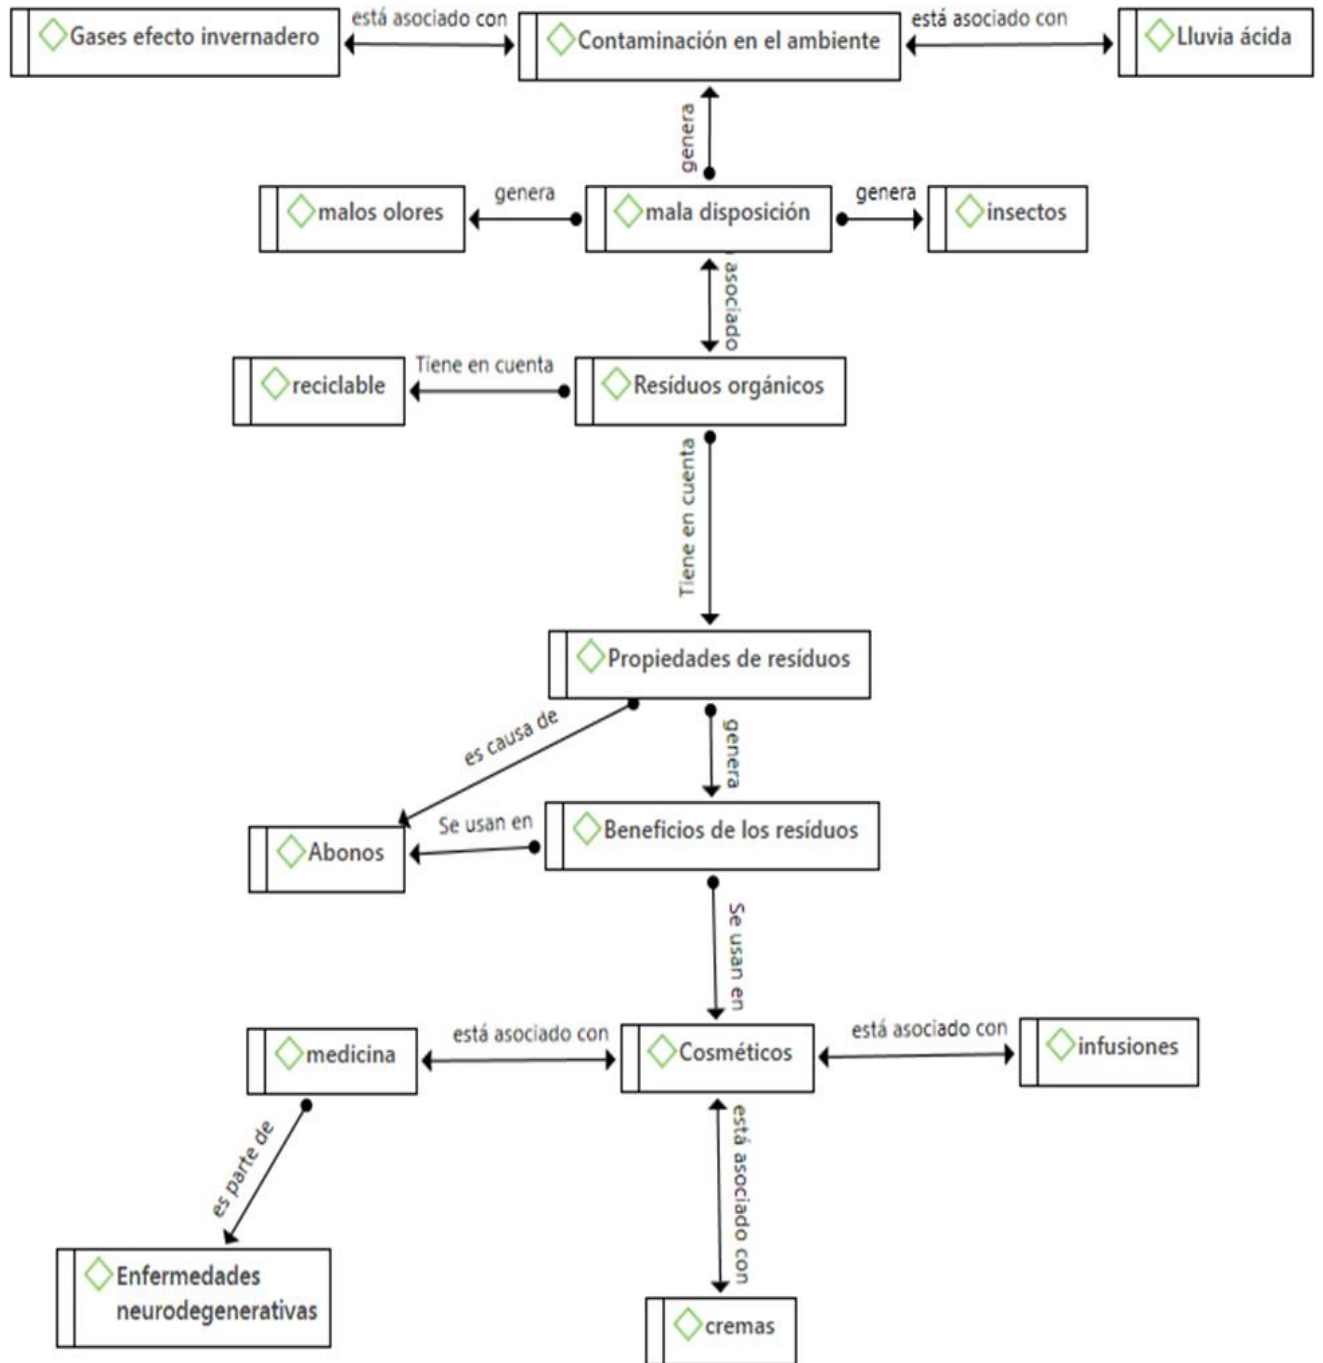 está asociado con
está asociado con
Gases efecto invernadero
Contaminación en el ambiente
Lluvia ácida
genera
genera
genera
malos olores
mala disposición
insectos
asociado
Tiene en cuenta
reciclable
Resíduos orgánicos
Tiene en cuenta
Propiedades de resíduos
es causa de
genera
Se usan en
Beneficios de los resíduos
Abonos
Se usan en
está asociado con
está asociado con
medicina
Cosméticos
infusiones
es parte de
está asociado con
Enfermedades
neurodegenerativas
cremas